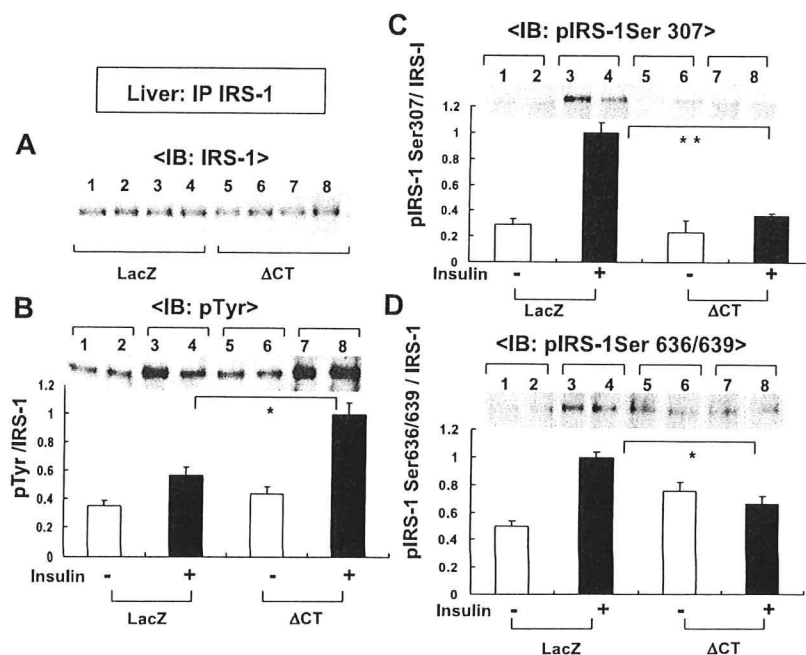 Liver: IP IRS-1
A
<IB: IRS-1>
1 2 3 4 5 6 7 8
LacZ ΔCT
B
<IB: pTyr>
1 2 3 4 5 6 7 8
1.2
1
0.8
0.6
0.4
0.2
0
pTyr /IRS-1
*
Insulin - + - +
LacZ ΔCT
C
<IB: pIRS-1Ser 307>
1 2 3 4 5 6 7 8
1.2
1
0.8
0.6
0.4
0.2
0
pIRS-1 Ser307/ IRS-I
**
Insulin - + - +
LacZ ΔCT
D
<IB: pIRS-1Ser 636/639>
1 2 3 4 5 6 7 8
1.2
1
0.8
0.6
0.4
0.2
0
pIRS-1 Ser636/639 / IRS-1
*
Insulin - + - +
LacZ ΔCT